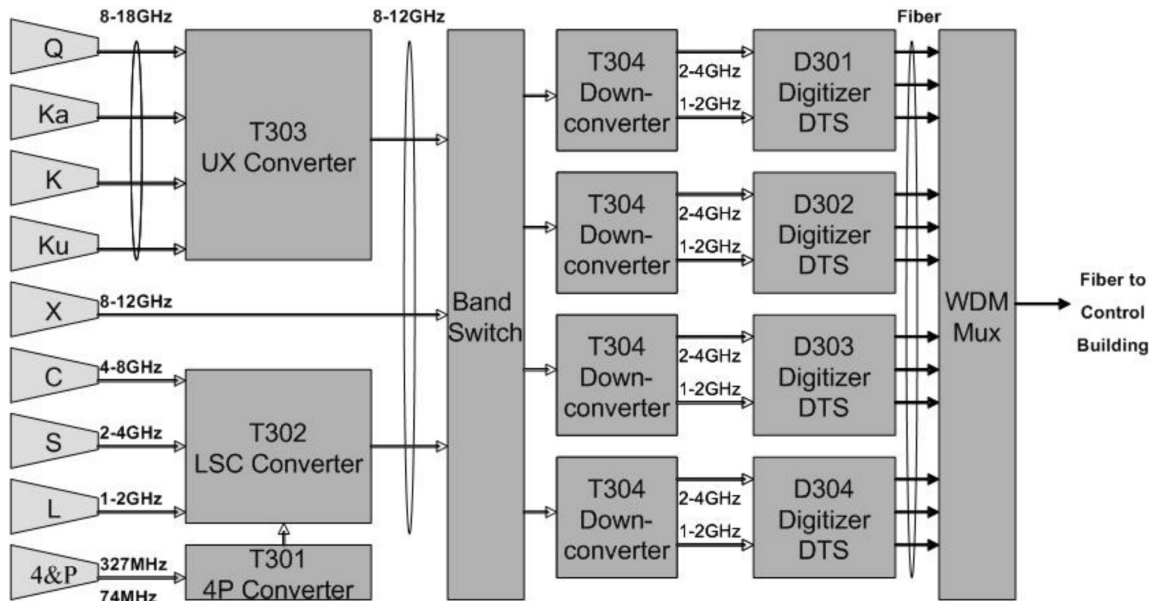 8-18GHz
8-12GHz
Fiber
Q
Ka
K
Ku
T303
UX Converter
X
8-12GHz
C
4-8GHz
S
2-4GHz
L
1-2GHz
T302
LSC Converter
4&P
327MHz
74MHz
T301
4P Converter
Band
Switch
T304
Down-
converter
2-4GHz
1-2GHz
D301
Digitizer
DTS
T304
Down-
converter
2-4GHz
1-2GHz
D302
Digitizer
DTS
T304
Down-
converter
2-4GHz
1-2GHz
D303
Digitizer
DTS
T304
Down-
converter
2-4GHz
1-2GHz
D304
Digitizer
DTS
WDM
Mux
Fiber to
Control
Building